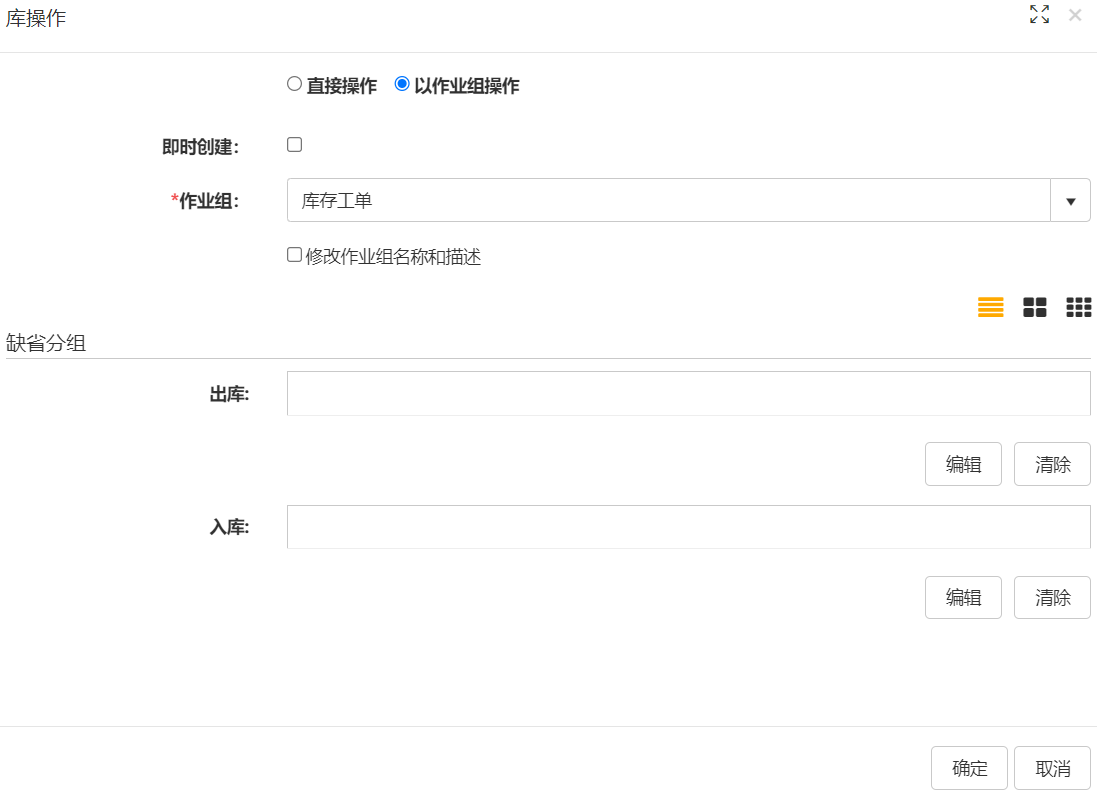 库操作
直接操作 以作业组操作
即时创建：
*作业组： 库存工单
修改作业组名称和描述
缺省分组
出库:
编辑 清除
入库:
编辑 清除
确定 取消